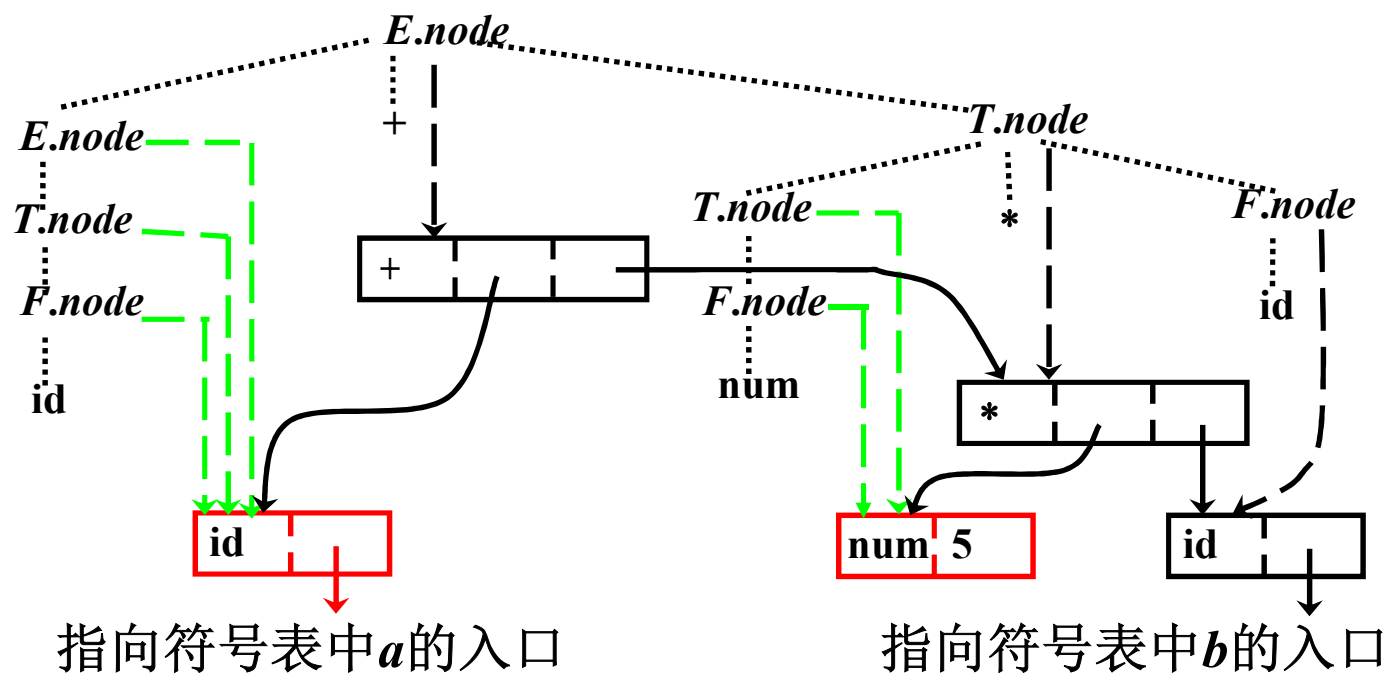 E.node
+
E.node
T.node
T.node
T.node
*
F.node
+
F.node
F.node
id
id
num
*
id
num 5
id
指向符号表中a的入口
指向符号表中b的入口